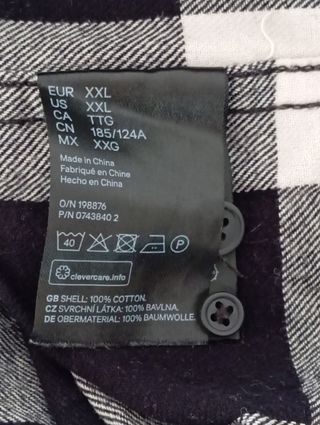 EUR XXL
US XXL
CA TTG
CN 185/124A
MX XXG
Made in China
Fabriqué en Chine
Hecho en China
O/N 198876
P/N 0743840 2
40 P
clevercare.info
GB SHELL: 100% COTTON.
CZ SVRCHNÍ LÁTKA: 100% BAVLNA.
DE OBERMATERIAL: 100% BAUMWOLLE.